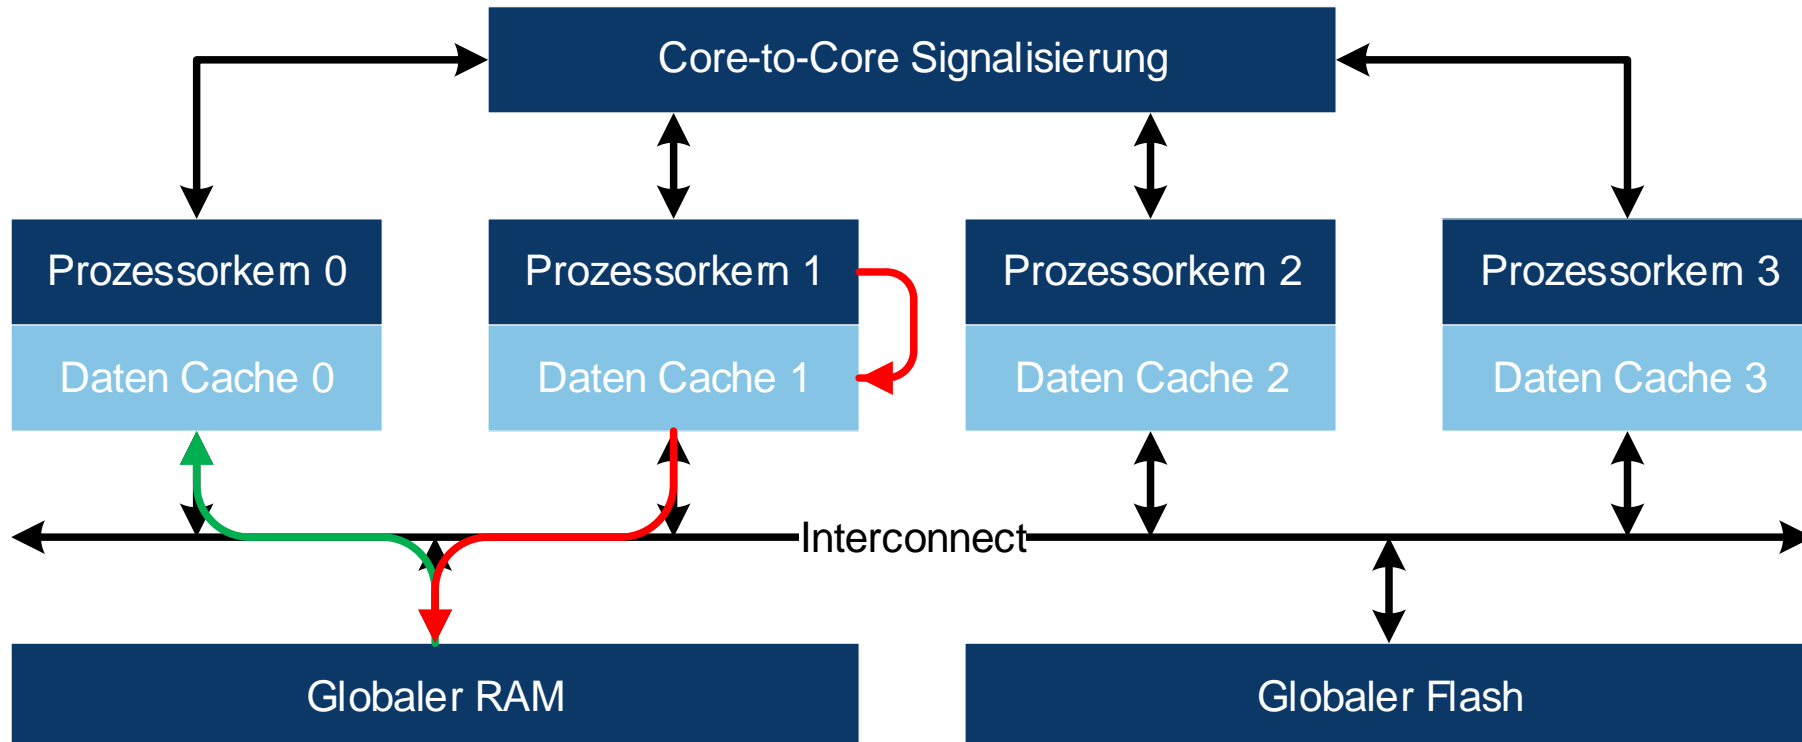 Core-to-Core Signalisierung
Prozessorkern 0
Prozessorkern 1
Prozessorkern 2
Prozessorkern 3
Daten Cache 0
Daten Cache 1
Daten Cache 2
Daten Cache 3
Interconnect
Globaler RAM
Globaler Flash